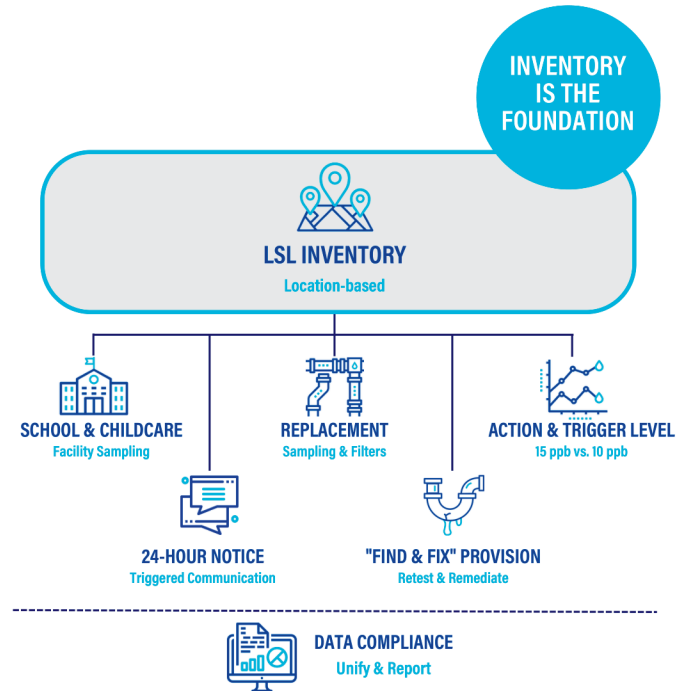 INVENTORY
IS THE
FOUNDATION
LSL INVENTORY
Location-based
SCHOOL & CHILDCARE
Facility Sampling
REPLACEMENT
Sampling & Filters
ACTION & TRIGGER LEVEL
15 ppb vs. 10 ppb
24-HOUR NOTICE
Triggered Communication
"FIND & FIX" PROVISION
Retest & Remediate
DATA COMPLIANCE
Unify & Report